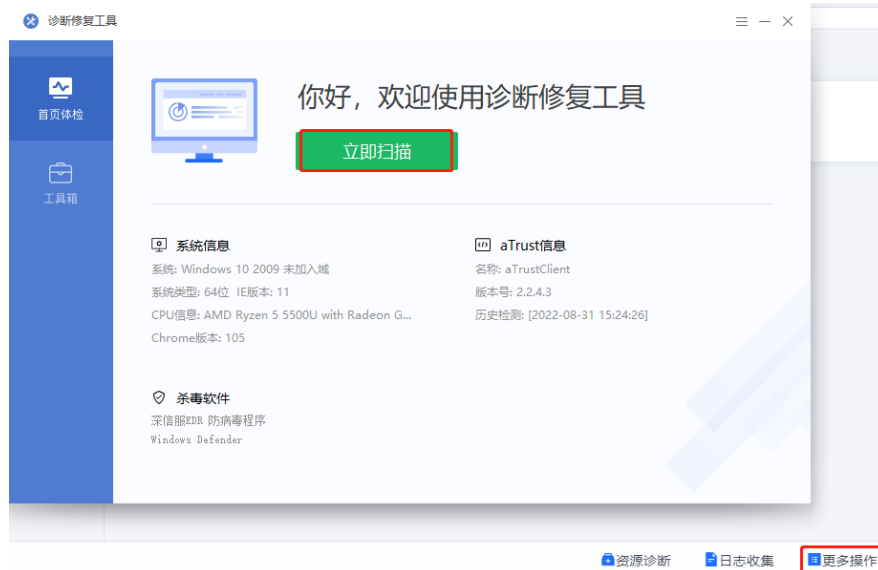 诊断修复工具
首页体检
工具箱
你好，欢迎使用诊断修复工具
立即扫描
系统信息
系统: Windows 10 2009 未加入域
系统类型: 64位 IE版本: 11
CPU信息: AMD Ryzen 5 5500U with Radeon G...
Chrome版本: 105
aTrust信息
名称: aTrustClient
版本号: 2.2.4.3
历史检测: [2022-08-31 15:24:26]
杀毒软件
深信服EDR 防病毒程序
Windows Defender
资源诊断
日志收集
更多操作